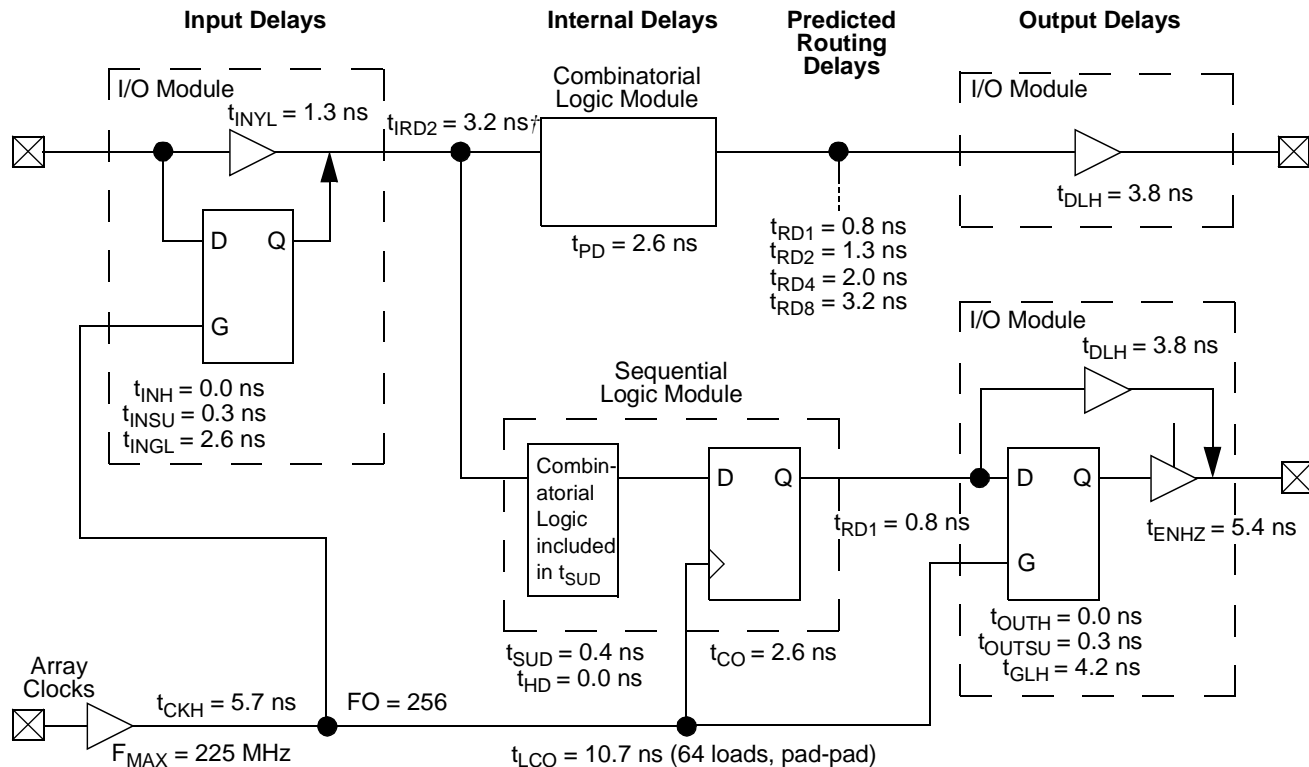 Input Delays
Internal Delays
Predicted
Routing
Delays
Output Delays
I/O Module
tINYL = 1.3 ns
tIRD2 = 3.2 ns†
Combinatorial
Logic Module
I/O Module
D
Q
G
tPD = 2.6 ns
tRD1 = 0.8 ns
tRD2 = 1.3 ns
tRD4 = 2.0 ns
tRD8 = 3.2 ns
tDLH = 3.8 ns
tINH = 0.0 ns
tINSU = 0.3 ns
tINGL = 2.6 ns
Sequential
Logic Module
I/O Module
tDLH = 3.8 ns
Combin-
atorial
Logic
included
in tSUD
D
Q
tRD1 = 0.8 ns
D
Q
G
tENHZ = 5.4 ns
tSUD = 0.4 ns
tHD = 0.0 ns
tCO = 2.6 ns
tOUTH = 0.0 ns
tOUTSU = 0.3 ns
tGLH = 4.2 ns
Array
Clocks
tCKH = 5.7 ns
FO = 256
FMAX = 225 MHz
tLCO = 10.7 ns (64 loads, pad-pad)